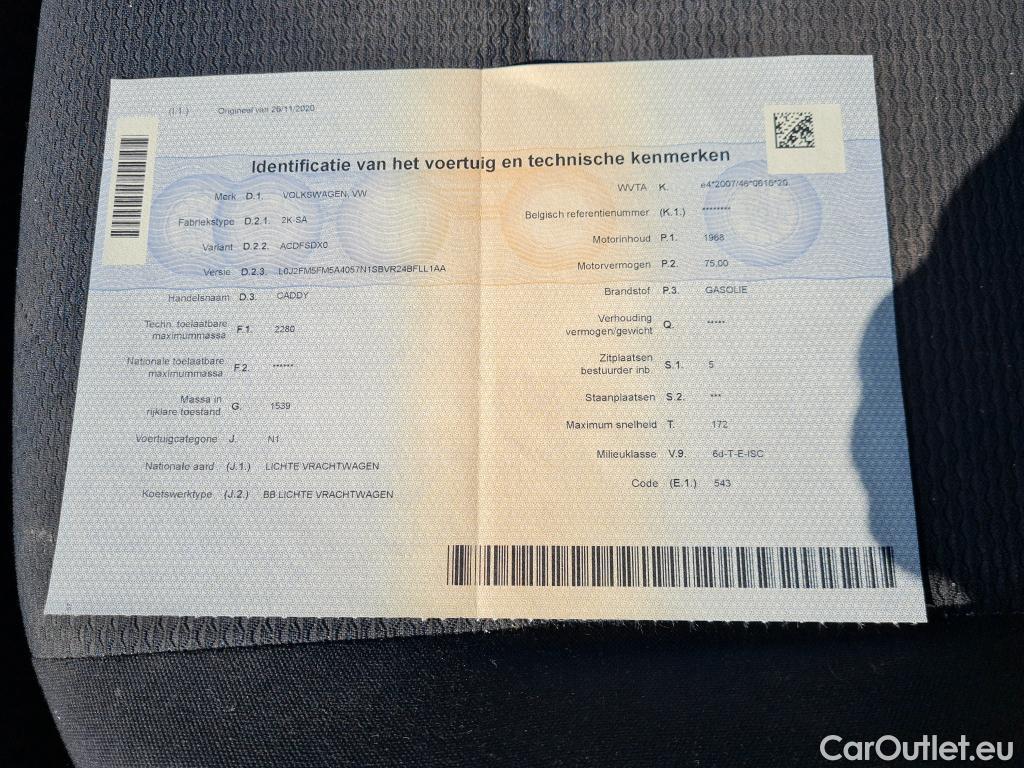 (I.1.) Origineel van 26/11/2020
Identificatie van het voertuig en technische kenmerken
Merk D.1. VOLKSWAGEN, VW
Fabriekstype D.2.1. 2K-SA
Variant D.2.2. ACDFSDX0
Versie D.2.3. L0J2FM5FM5A4057N1SBVR24BFLL1AA
Handelsnaam D.3. CADDY
Techn. toelaatbare
maximummassa F.1. 2280
Nationale toelaatbare
maximummassa F.2. ******
Massa in
rijklare toestand G. 1539
Voertuigcategorie J. N1
Nationale aard (J.1.) LICHTE VRACHTWAGEN
Koetswerktype (J.2.) BB LICHTE VRACHTWAGEN
WVTA K. e4*2007/46*0616*20
Belgisch referentienummer (K.1.) ********
Motorinhoud P.1. 1968
Motorvermogen P.2. 75,00
Brandstof P.3. GASOLIE
Verhouding
vermogen/gewicht Q. *****
Zitplaatsen
bestuurder inb. S.1. 5
Staanplaatsen S.2. ***
Maximum snelheid T. 172
Milieuklasse V.9. 6d-T-E-ISC
Code (E.1.) 543
CarOutlet.eu